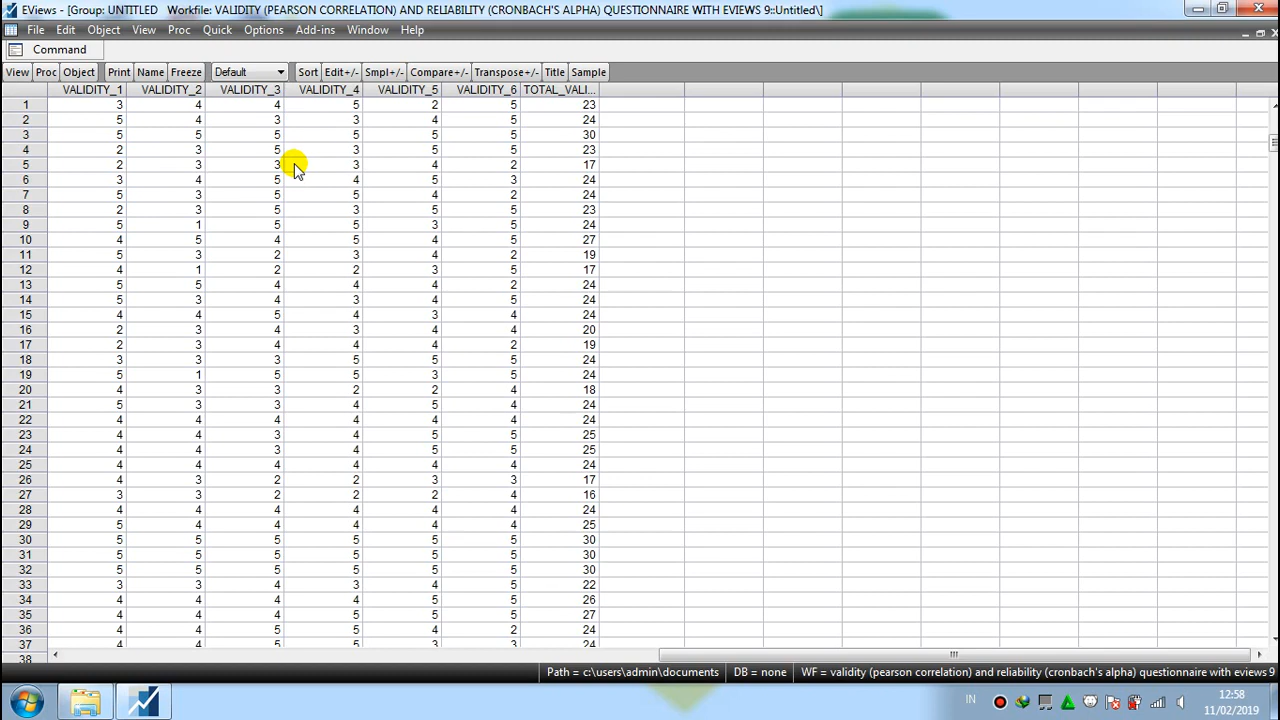 EViews - [Group: UNTITLED   Workfile: VALIDITY (PEARSON CORRELATION) AND RELIABILITY (CRONBACH'S ALPHA) QUESTIONNAIRE WITH EVIEWS 9::Untitled\]
File Edit Object View Proc Quick Options Add-ins Window Help
Command
View Proc Object Print Name Freeze Default Sort Edit+/- Smpl+/- Compare+/- Transpose+/- Title Sample
VALIDITY_1 VALIDITY_2 VALIDITY_3 VALIDITY_4 VALIDITY_5 VALIDITY_6 TOTAL_VALI...
1 3 4 4 5 2 5 23
2 5 4 3 3 4 5 24
3 5 5 5 5 5 5 30
4 2 3 5 3 5 5 23
5 2 3 3 3 4 2 17
6 3 4 5 4 5 3 24
7 5 3 5 5 4 2 24
8 2 3 5 3 5 5 23
9 5 1 5 5 3 5 24
10 4 5 4 5 4 5 27
11 5 3 2 3 4 2 19
12 4 1 2 2 3 5 17
13 5 5 4 4 4 2 24
14 5 3 4 3 4 5 24
15 4 4 5 4 3 4 24
16 2 3 4 3 4 4 20
17 2 3 4 4 4 2 19
18 3 3 3 5 5 5 24
19 5 1 5 5 3 5 24
20 4 3 3 2 2 4 18
21 5 3 3 4 5 4 24
22 4 4 4 4 4 4 24
23 4 4 3 4 5 5 25
24 4 4 3 4 5 5 25
25 4 4 4 4 4 4 24
26 4 3 2 2 3 3 17
27 3 3 2 2 2 4 16
28 4 4 4 4 4 4 24
29 5 4 4 4 4 4 25
30 5 5 5 5 5 5 30
31 5 5 5 5 5 5 30
32 5 5 5 5 5 5 30
33 3 3 4 3 4 5 22
34 4 4 4 4 5 5 26
35 4 4 4 5 5 5 27
36 4 4 5 5 4 2 24
37 4 4 5 5 3 3 24
38
Path = c:\users\admin\documents DB = none WF = validity (pearson correlation) and reliability (cronbach's alpha) questionnaire with eviews 9
IN 12:58
11/02/2019